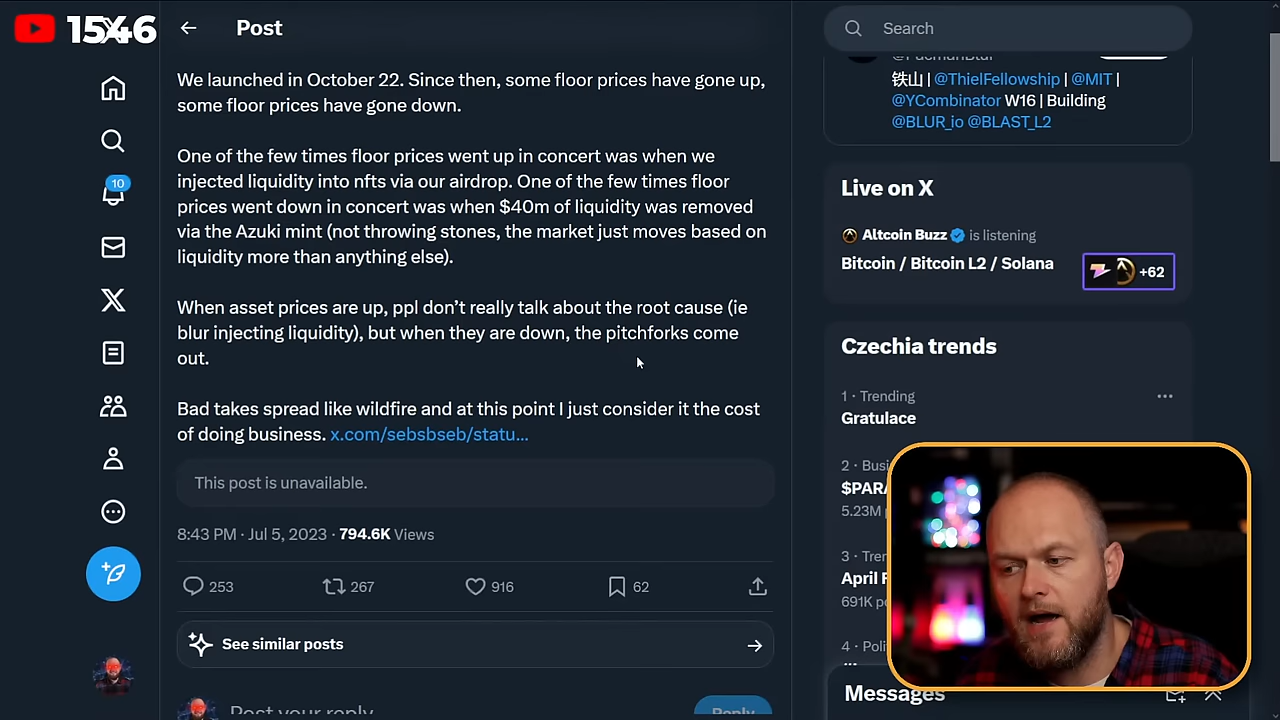 1546
Post
Search
We launched in October 22. Since then, some floor prices have gone up,
some floor prices have gone down.
One of the few times floor prices went up in concert was when we
injected liquidity into nfts via our airdrop. One of the few times floor
prices went down in concert was when $40m of liquidity was removed
via the Azuki mint (not throwing stones, the market just moves based on
liquidity more than anything else).
When asset prices are up, ppl don’t really talk about the root cause (ie
blur injecting liquidity), but when they are down, the pitchforks come
out.
Bad takes spread like wildfire and at this point I just consider it the cost
of doing business. x.com/sebsbseb/statu...
This post is unavailable.
8:43 PM · Jul 5, 2023 · 794.6K Views
253
267
916
62
See similar posts
Post your reply
Reply
10
@PacmanBlur
铁山 | @ThielFellowship | @MIT |
@YCombinator W16 | Building
@BLUR_io @BLAST_L2
Live on X
Altcoin Buzz is listening
Bitcoin / Bitcoin L2 / Solana
+62
Czechia trends
1 · Trending
Gratulace
2 ·
5.23M
3 ·
April
691K
4 ·
Messages